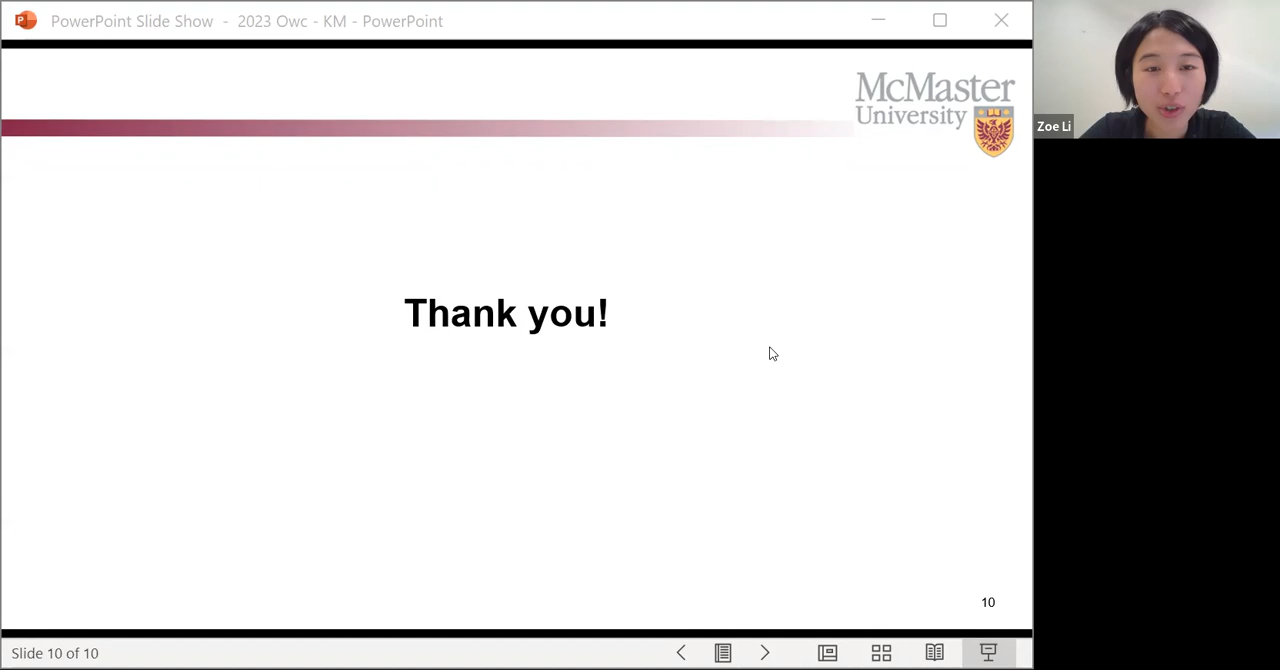 PowerPoint Slide Show - 2023 Owc - KM - PowerPoint
McMaster
University
Zoe Li
Thank you!
10
Slide 10 of 10